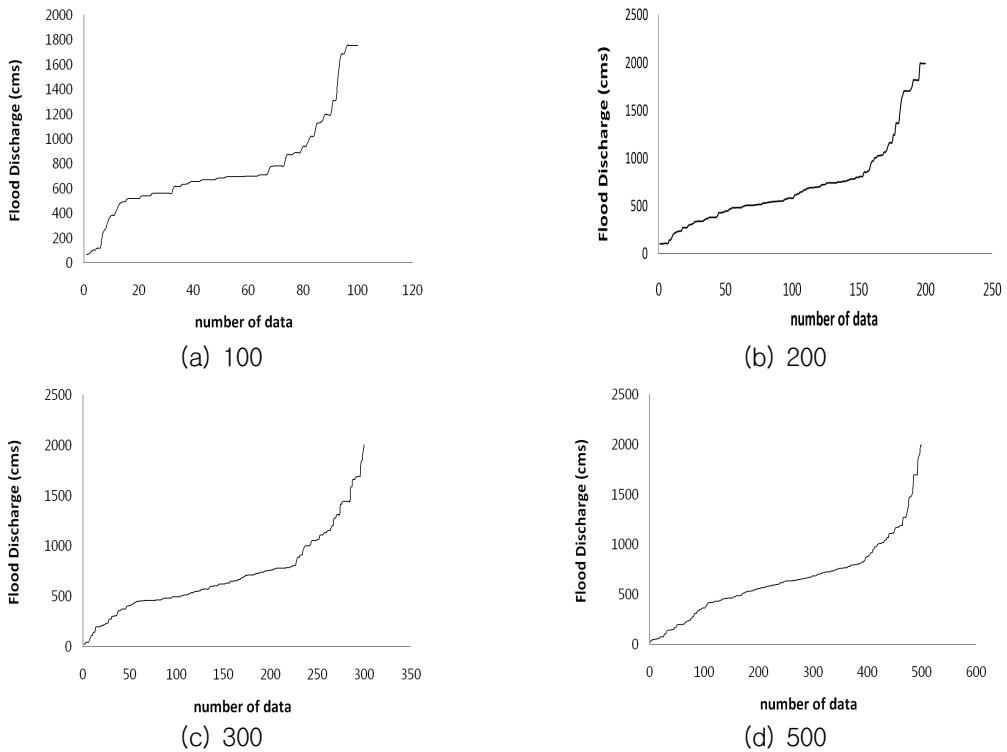 2000
1800
1600
1400
1200
1000
800
600
400
200
0
Flood Discharge (cms)
0 20 40 60 80 100 120
number of data
(a) 100
2500
2000
1500
1000
500
0
Flood Discharge (cms)
0 50 100 150 200 250
number of data
(b) 200
2500
2000
1500
1000
500
0
Flood Discharge (cms)
0 50 100 150 200 250 300 350
number of data
(c) 300
2500
2000
1500
1000
500
0
Flood Discharge (cms)
0 100 200 300 400 500 600
number of data
(d) 500